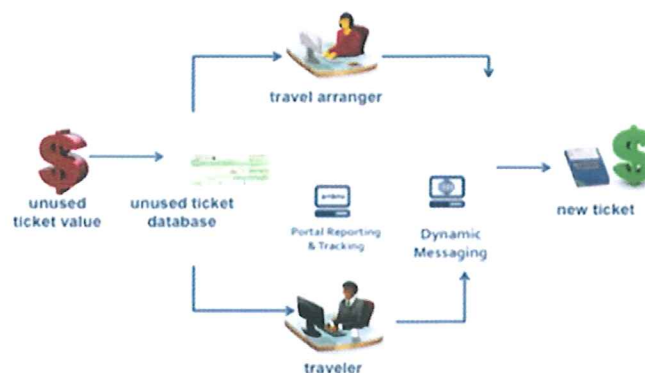 travel arranger
unused
ticket value
unused ticket
database
Portal Reporting
& Tracking
Dynamic
Messaging
new ticket
traveler